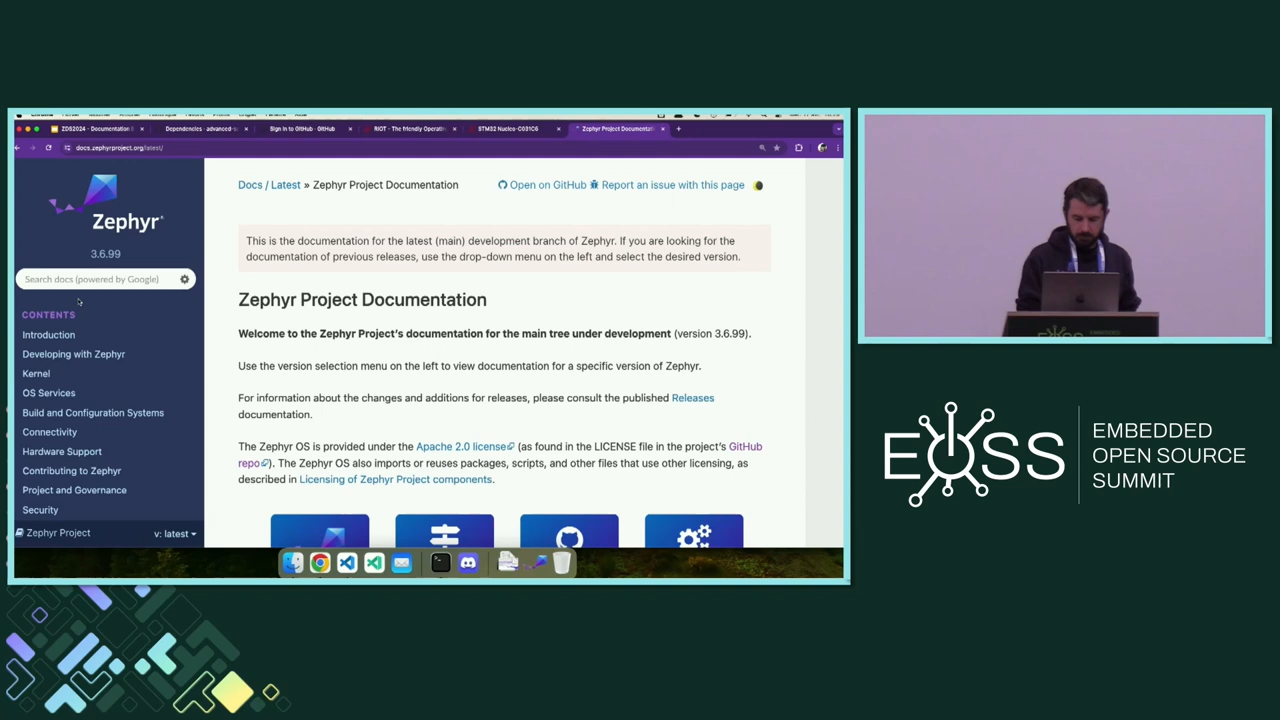 ZDS2024 - Documentation
Dependencies · advanced-s
Sign in to GitHub · GitHub
RIOT - The friendly Operati
STM32 Nucleo-C031C6
Zephyr Project Documentati
docs.zephyrproject.org/latest/
Zephyr
3.6.99
Search docs (powered by Google)
CONTENTS
Introduction
Developing with Zephyr
Kernel
OS Services
Build and Configuration Systems
Connectivity
Hardware Support
Contributing to Zephyr
Project and Governance
Security
Zephyr Project
v: latest
Docs / Latest » Zephyr Project Documentation
Open on GitHub Report an issue with this page
This is the documentation for the latest (main) development branch of Zephyr. If you are looking for the
documentation of previous releases, use the drop-down menu on the left and select the desired version.
Zephyr Project Documentation
Welcome to the Zephyr Project's documentation for the main tree under development (version 3.6.99).
Use the version selection menu on the left to view documentation for a specific version of Zephyr.
For information about the changes and additions for releases, please consult the published Releases
documentation.
The Zephyr OS is provided under the Apache 2.0 license (as found in the LICENSE file in the project's GitHub
repo). The Zephyr OS also imports or reuses packages, scripts, and other files that use other licensing, as
described in Licensing of Zephyr Project components.
EOSS
EMBEDDED
OPEN SOURCE
SUMMIT